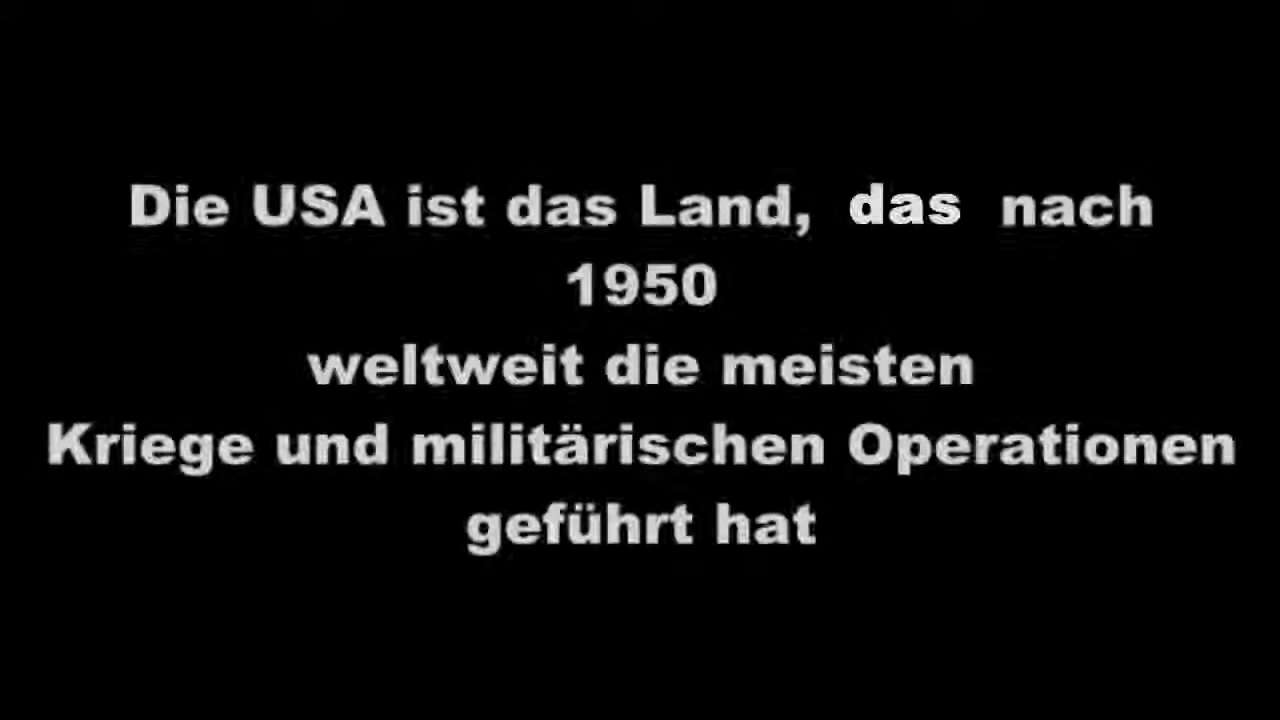 Die USA ist das Land, das nach
1950
weltweit die meisten
Kriege und militärischen Operationen
geführt hat